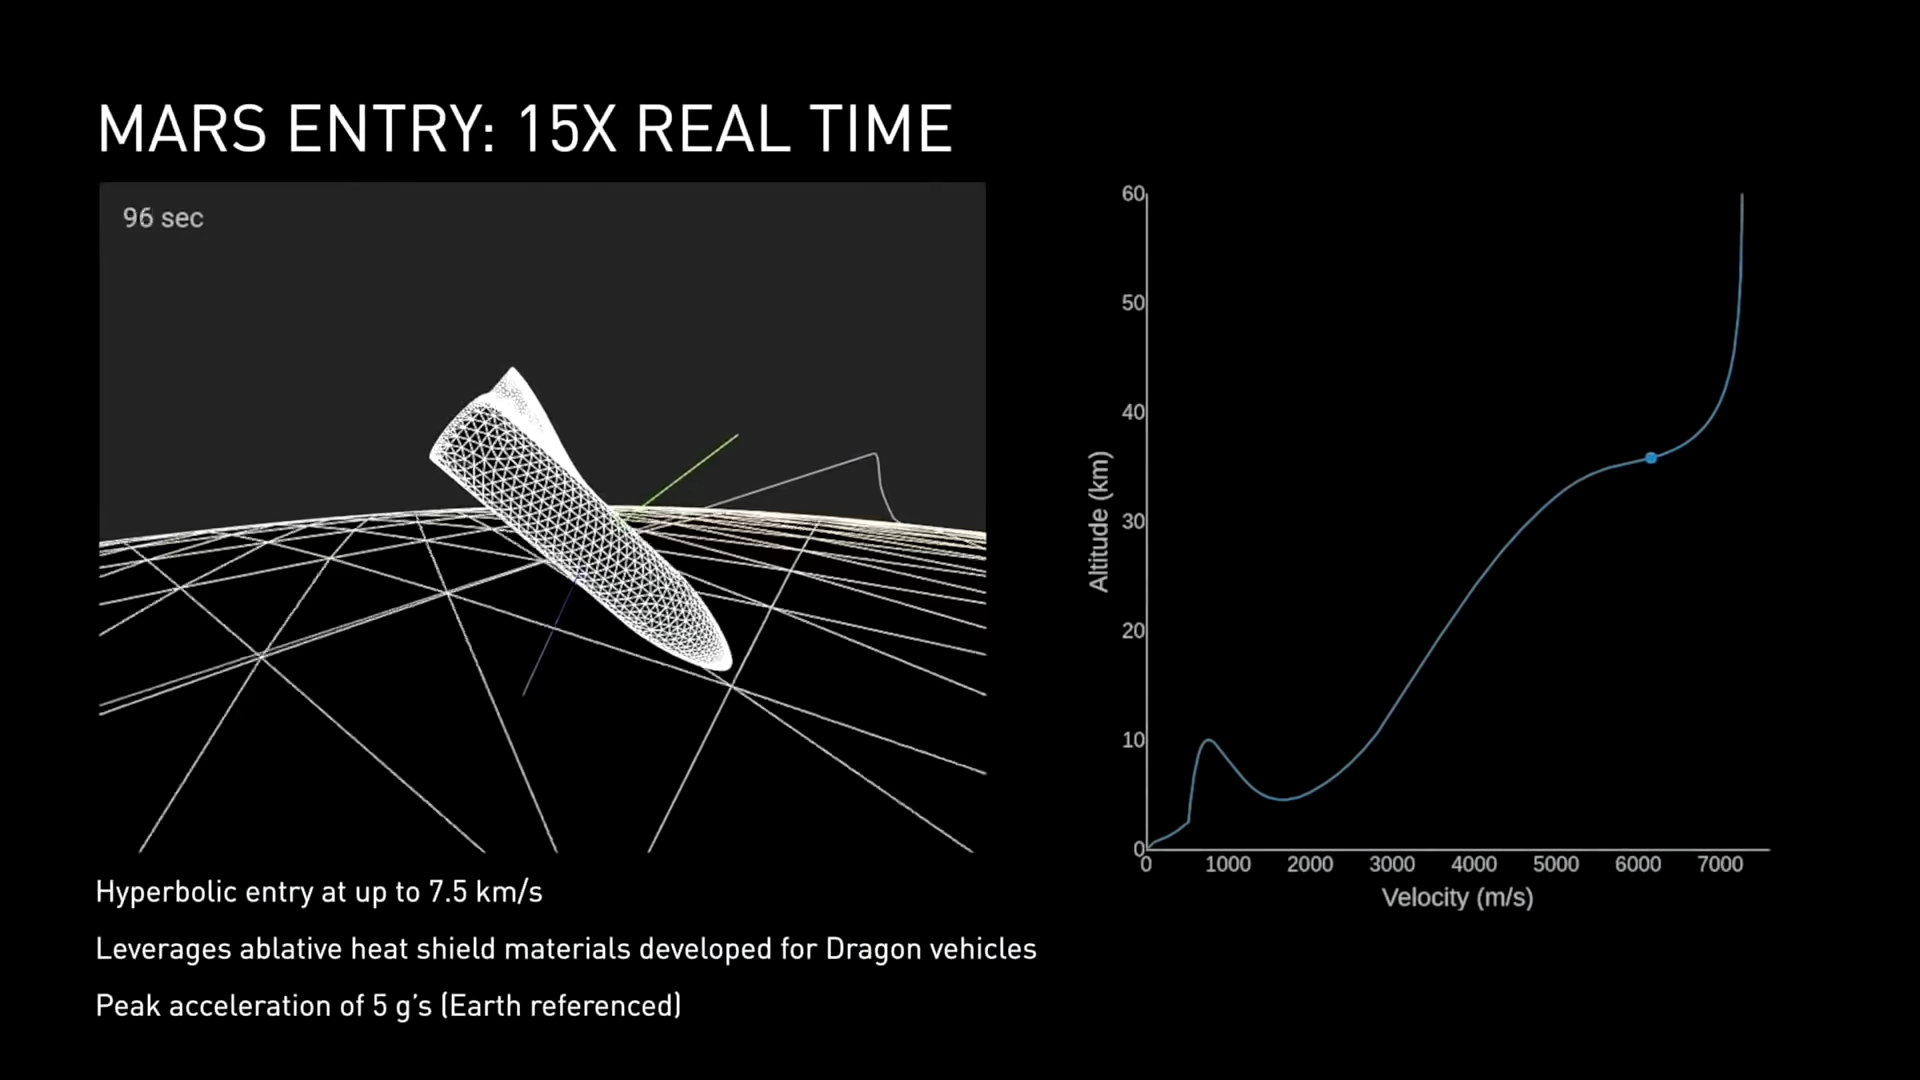 MARS ENTRY: 15X REAL TIME
96 sec
60
50
40
30
20
10
0
Altitude (km)
0 1000 2000 3000 4000 5000 6000 7000
Velocity (m/s)
Hyperbolic entry at up to 7.5 km/s
Leverages ablative heat shield materials developed for Dragon vehicles
Peak acceleration of 5 g’s (Earth referenced)